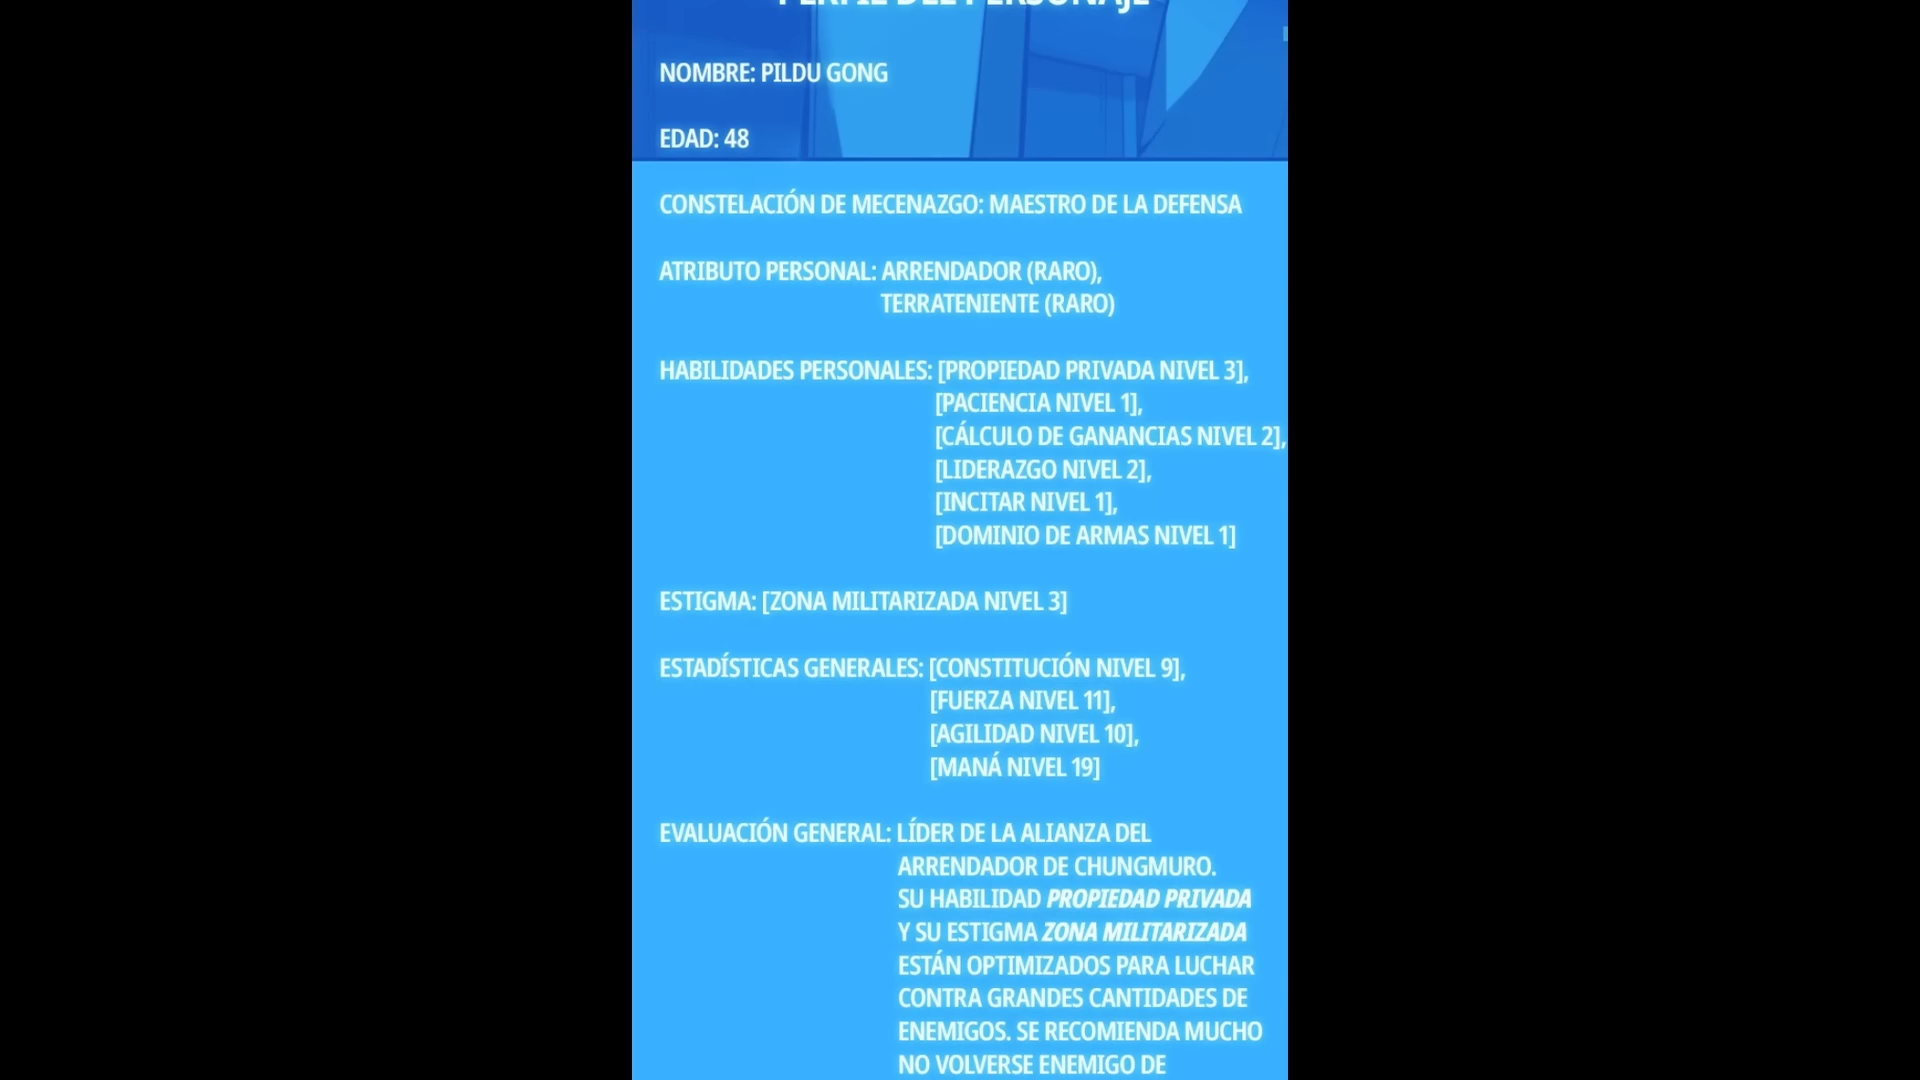 PERFIL DEL PERSONAJE
NOMBRE: PILDU GONG
EDAD: 48
CONSTELACIÓN DE MECENAZGO: MAESTRO DE LA DEFENSA
ATRIBUTO PERSONAL: ARRENDADOR (RARO),
TERRATENIENTE (RARO)
HABILIDADES PERSONALES: [PROPIEDAD PRIVADA NIVEL 3],
[PACIENCIA NIVEL 1],
[CÁLCULO DE GANANCIAS NIVEL 2],
[LIDERAZGO NIVEL 2],
[INCITAR NIVEL 1],
[DOMINIO DE ARMAS NIVEL 1]
ESTIGMA: [ZONA MILITARIZADA NIVEL 3]
ESTADÍSTICAS GENERALES: [CONSTITUCIÓN NIVEL 9],
[FUERZA NIVEL 11],
[AGILIDAD NIVEL 10],
[MANÁ NIVEL 19]
EVALUACIÓN GENERAL: LÍDER DE LA ALIANZA DEL
ARRENDADOR DE CHUNGMURO.
SU HABILIDAD PROPIEDAD PRIVADA
Y SU ESTIGMA ZONA MILITARIZADA
ESTÁN OPTIMIZADOS PARA LUCHAR
CONTRA GRANDES CANTIDADES DE
ENEMIGOS. SE RECOMIENDA MUCHO
NO VOLVERSE ENEMIGO DE